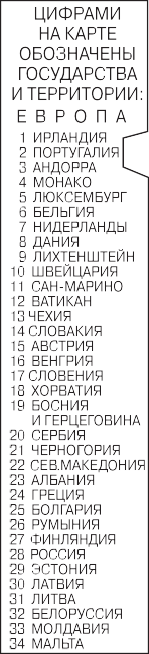 ЦИФРАМИ
НА КАРТЕ
ОБОЗНАЧЕНЫ
ГОСУДАРСТВА
И ТЕРРИТОРИИ:
ЕВРОПА
1 ИРЛАНДИЯ
2 ПОРТУГАЛИЯ
3 АНДОРРА
4 МОНАКО
5 ЛЮКСЕМБУРГ
6 БЕЛЬГИЯ
7 НИДЕРЛАНДЫ
8 ДАНИЯ
9 ЛИХТЕНШТЕЙН
10 ШВЕЙЦАРИЯ
11 САН-МАРИНО
12 ВАТИКАН
13 ЧЕХИЯ
14 СЛОВАКИЯ
15 АВСТРИЯ
16 ВЕНГРИЯ
17 СЛОВЕНИЯ
18 ХОРВАТИЯ
19 БОСНИЯ
И ГЕРЦЕГОВИНА
20 СЕРБИЯ
21 ЧЕРНОГОРИЯ
22 СЕВ.МАКЕДОНИЯ
23 АЛБАНИЯ
24 ГРЕЦИЯ
25 БОЛГАРИЯ
26 РУМЫНИЯ
27 ФИНЛЯНДИЯ
28 РОССИЯ
29 ЭСТОНИЯ
30 ЛАТВИЯ
31 ЛИТВА
32 БЕЛОРУССИЯ
33 МОЛДАВИЯ
34 МАЛЬТА